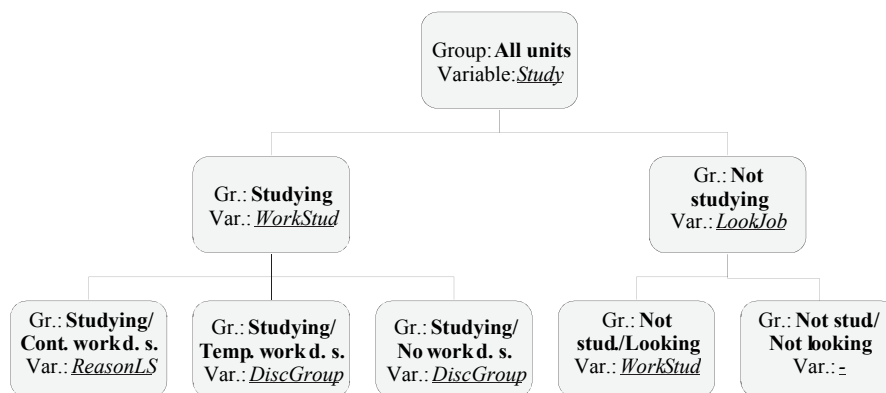 Group: All units
Variable: Study
Gr.: Studying
Var.: WorkStud
Gr.: Not
studying
Var.: LookJob
Gr.: Studying/
Cont. work d. s.
Var.: ReasonLS
Gr.: Studying/
Temp. work d. s.
Var.: DiscGroup
Gr.: Studying/
No work d. s.
Var.: DiscGroup
Gr.: Not
stud./Looking
Var.: WorkStud
Gr.: Not stud./
Not looking
Var.: -